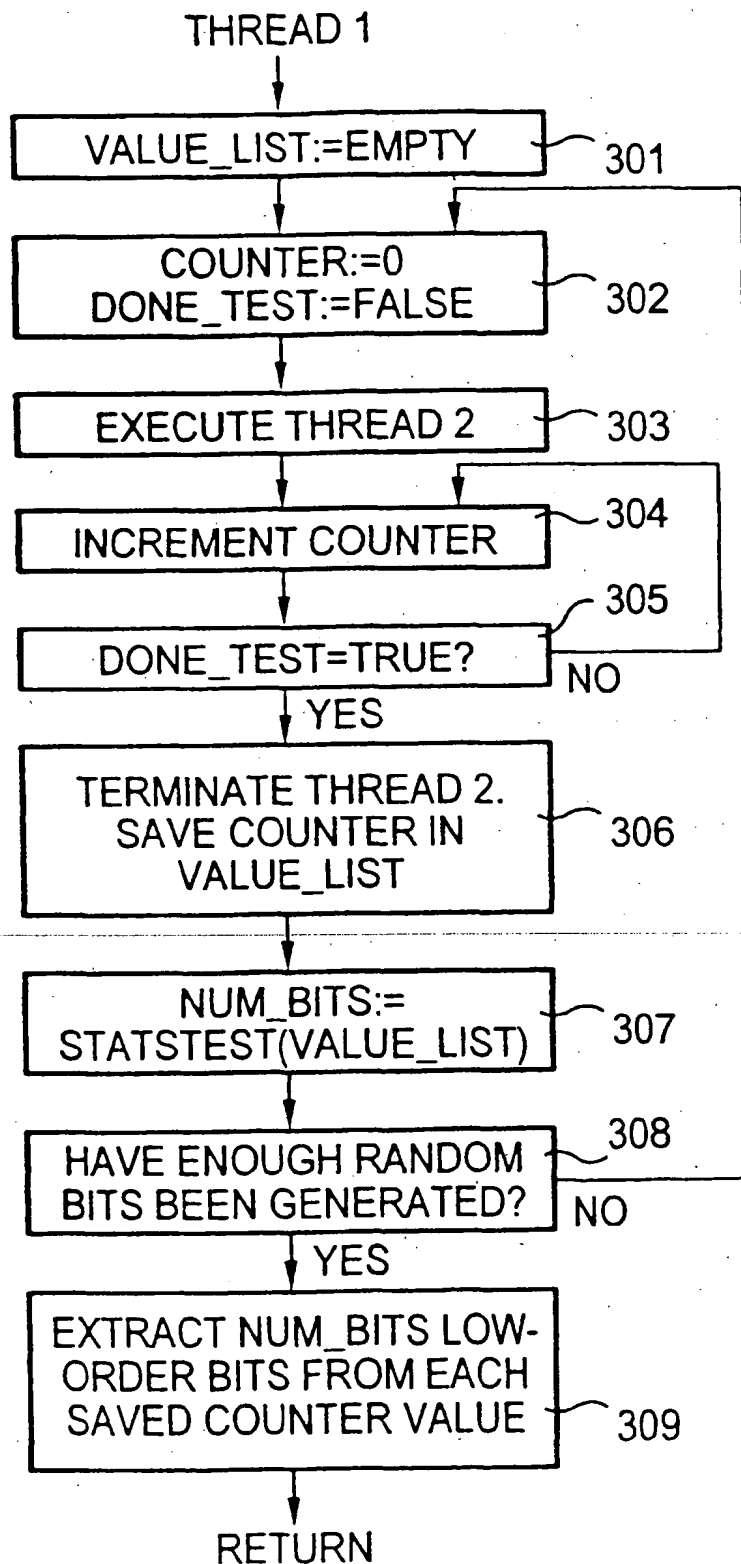 THREAD 1
VALUE_LIST:=EMPTY
301
COUNTER:=0
DONE_TEST:=FALSE
302
EXECUTE THREAD 2
303
INCREMENT COUNTER
304
DONE_TEST=TRUE?
305
NO
YES
TERMINATE THREAD 2.
SAVE COUNTER IN
VALUE_LIST
306
NUM_BITS:=
STATSTEST(VALUE_LIST)
307
HAVE ENOUGH RANDOM
BITS BEEN GENERATED?
308
NO
YES
EXTRACT NUM_BITS LOW-
ORDER BITS FROM EACH
SAVED COUNTER VALUE
309
RETURN